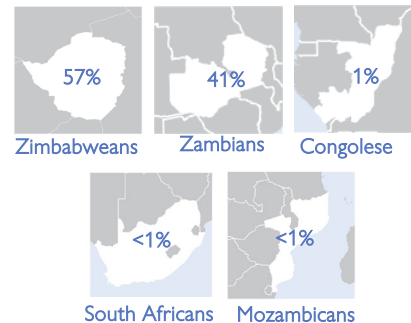 57%
41%
1%
Zimbabweans
Zambians
Congolese
<1%
<1%
South Africans
Mozambicans